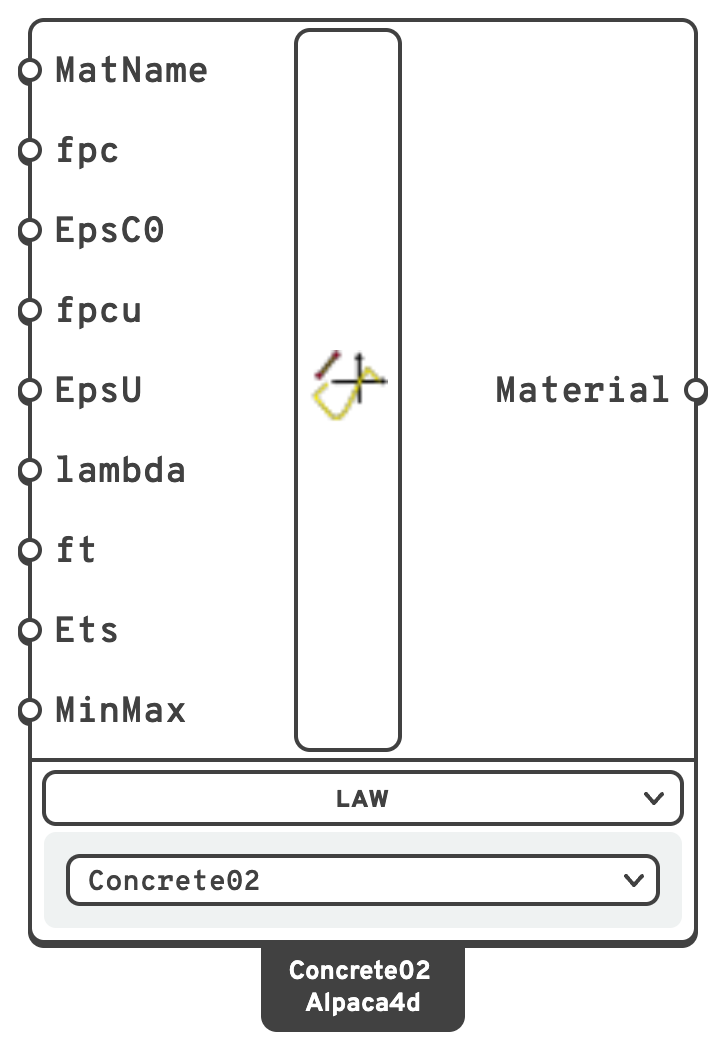 MatName
fpc
EpsC0
fpcu
EpsU
Material
lambda
ft
Ets
MinMax
LAW
Concrete02
Concrete02
Alpaca4d